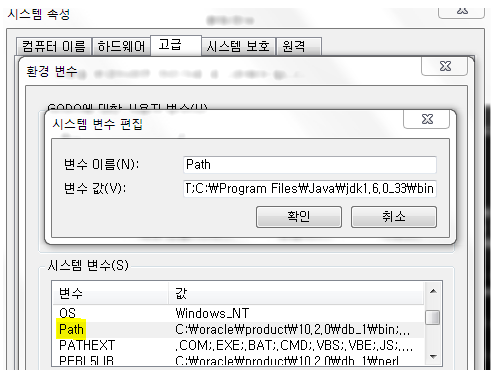 시스템 속성
컴퓨터 이름 하드웨어 고급 시스템 보호 원격
환경 변수
시스템 변수 편집
변수 이름(N): Path
변수 값(V): T;C:₩Program Files₩Java₩jdk1.6.0_33₩bin
확인 취소
시스템 변수(S)
변수 값
OS Windows_NT
Path C:₩oracle₩product₩10.2.0₩db_1₩bin;...
PATHEXT .COM;.EXE;.BAT;.CMD;.VBS;.VBE;.JS;...
PERL5LIB C:₩oracle₩product₩10.2.0₩db_1₩perl